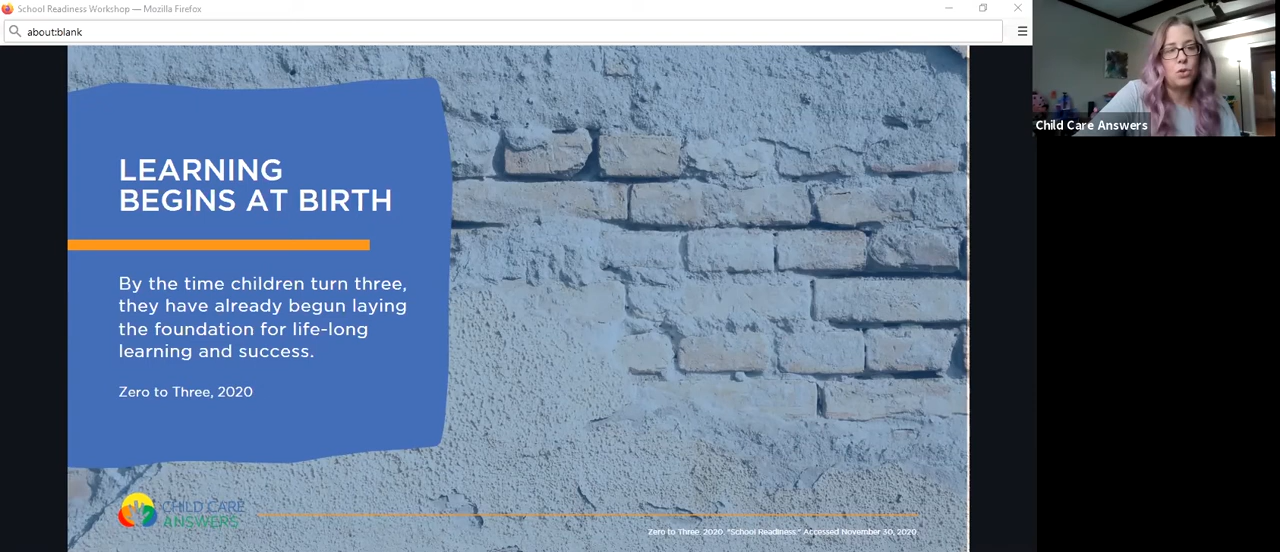 School Readiness Workshop — Mozilla Firefox
about:blank
Child Care Answers
LEARNING
BEGINS AT BIRTH
By the time children turn three,
they have already begun laying
the foundation for life-long
learning and success.
Zero to Three, 2020
CHILD CARE
ANSWERS
Zero to Three. 2020. "School Readiness." Accessed November 30, 2020